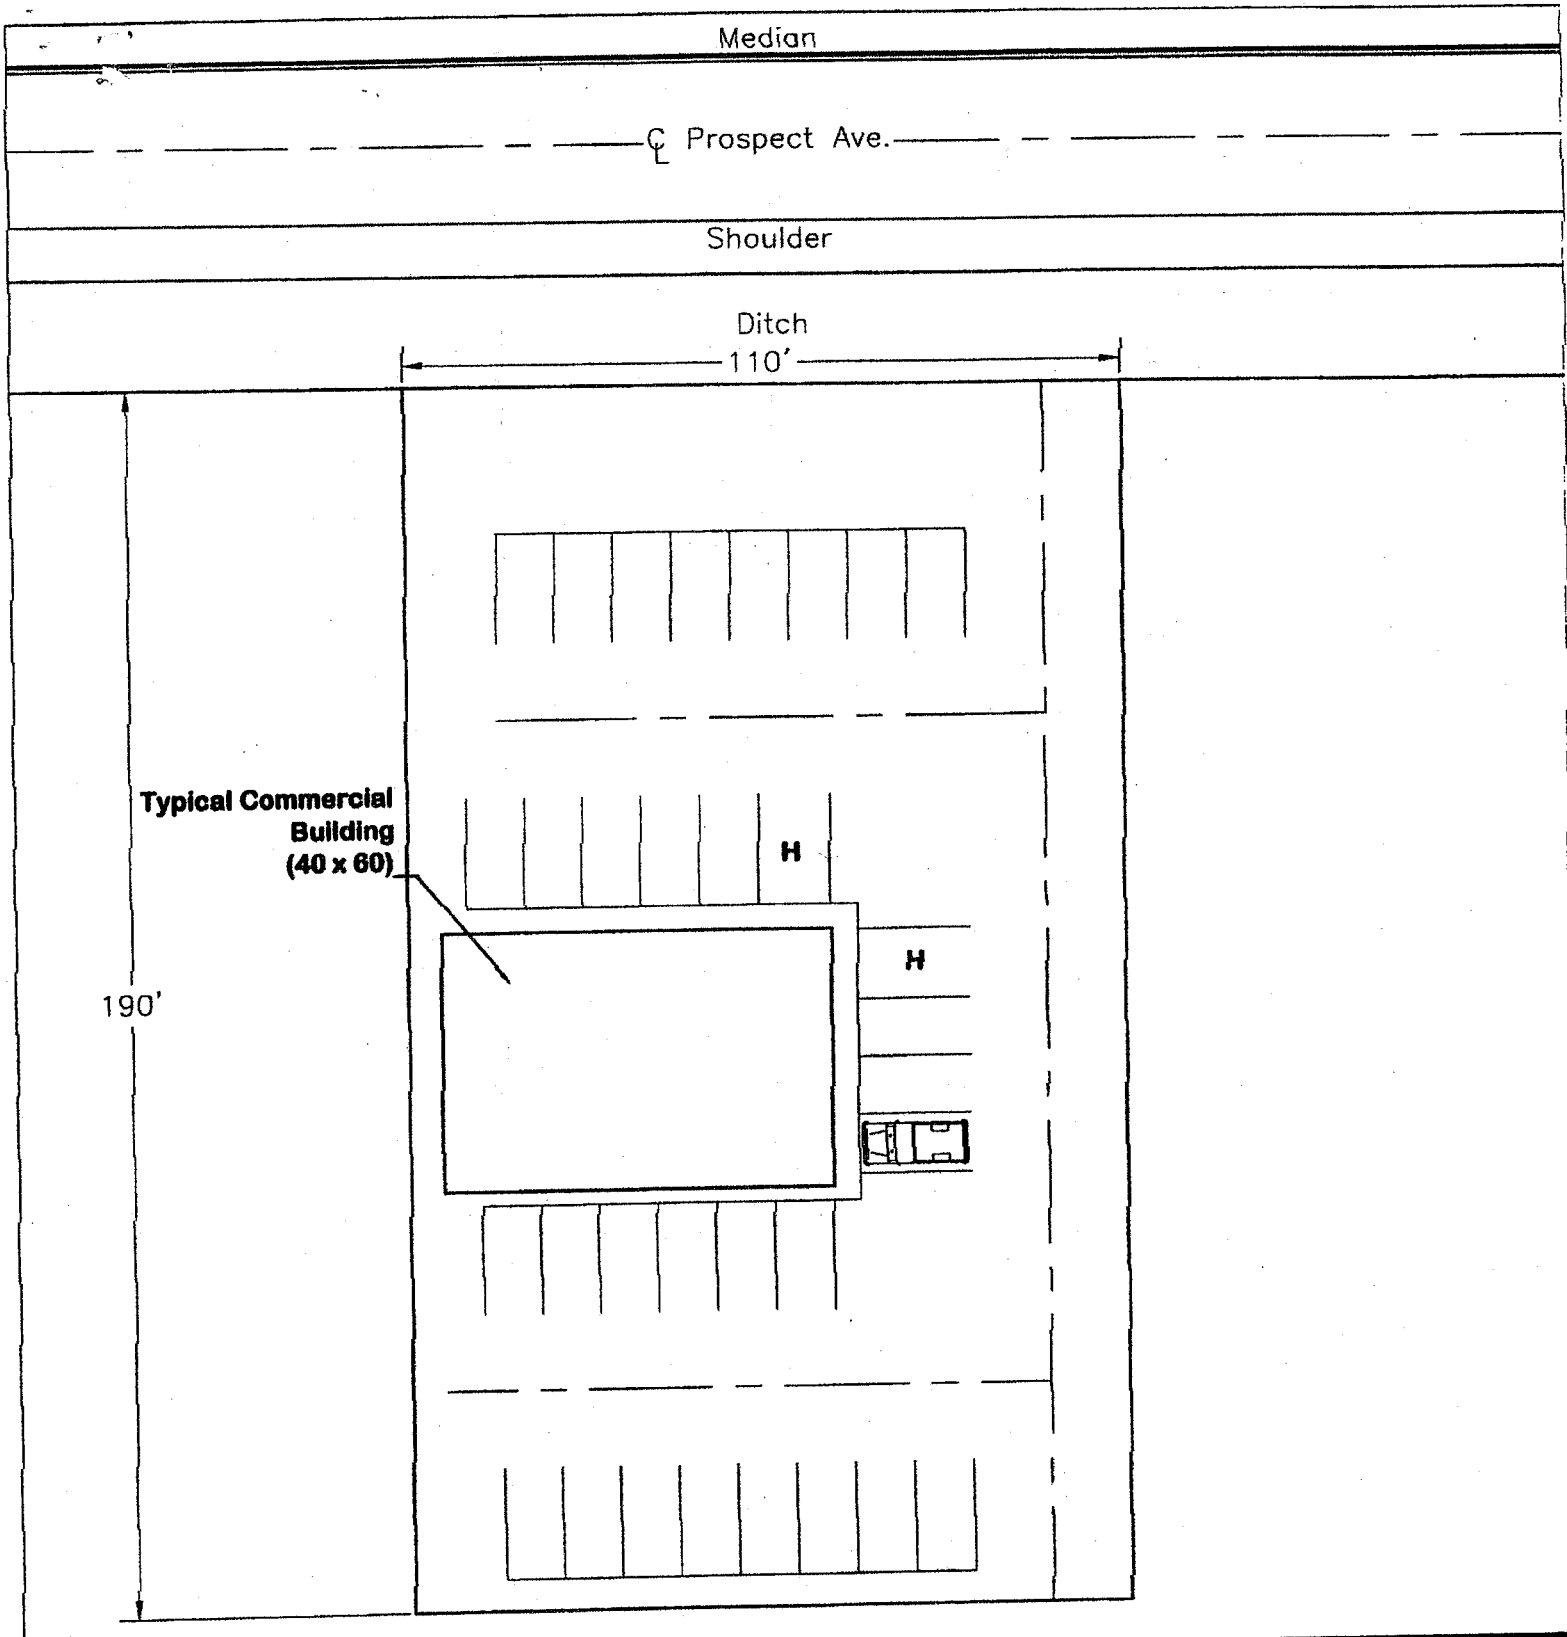 Median
℄ Prospect Ave.
Shoulder
Ditch
110'
Typical Commercial
Building
(40 x 60)
H
H
190'